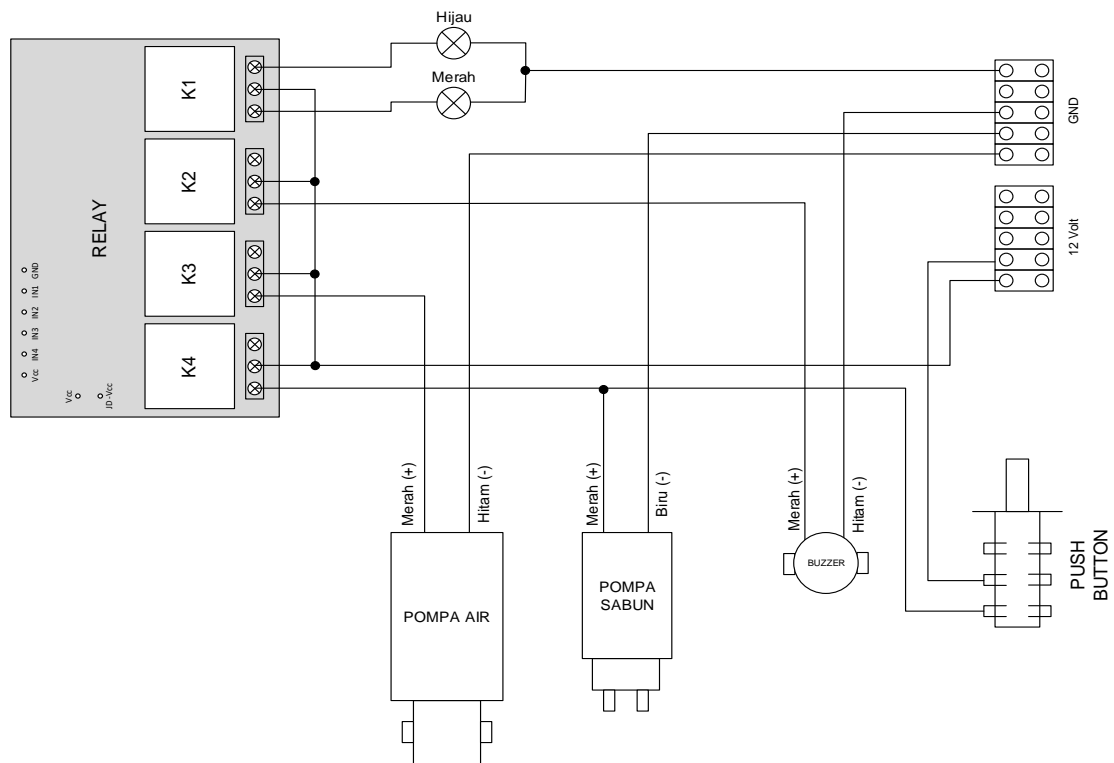 Hijau
Merah
K1
K2
K3
K4
RELAY
GND
IN1
IN2
IN3
IN4
Vcc
Vcc
JD-Vcc
GND
12 Volt
Merah (+)
Hitam (-)
Merah (+)
Biru (-)
Merah (+)
Hitam (-)
POMPA AIR
POMPA
SABUN
BUZZER
PUSH
BUTTON